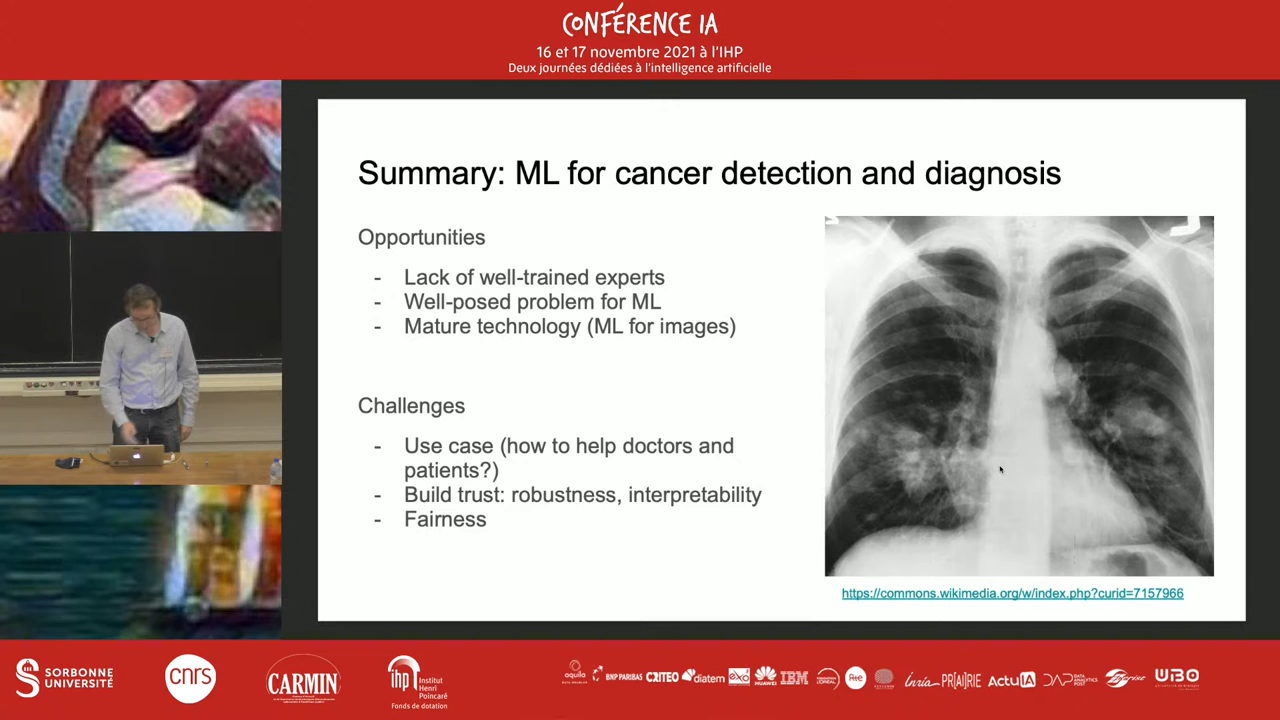 CONFÉRENCE IA
16 et 17 novembre 2021 à l'IHP
Deux journées dédiées à l'intelligence artificielle
Summary: ML for cancer detection and diagnosis
Opportunities
- Lack of well-trained experts
- Well-posed problem for ML
- Mature technology (ML for images)
Challenges
- Use case (how to help doctors and
patients?)
- Build trust: robustness, interpretability
- Fairness
https://commons.wikimedia.org/w/index.php?curid=7157966
SORBONNE
UNIVERSITÉ
cnrs
CARMIN
ihp
Institut
Henri
Poincaré
Fonds de dotation
aquila
BNP PARIBAS
CRITEO
diatem
exo
HUAWEI
IBM
L'ORÉAL
Rte
Inria
PR[AI]RIE
ActuIA
DAP
UBO